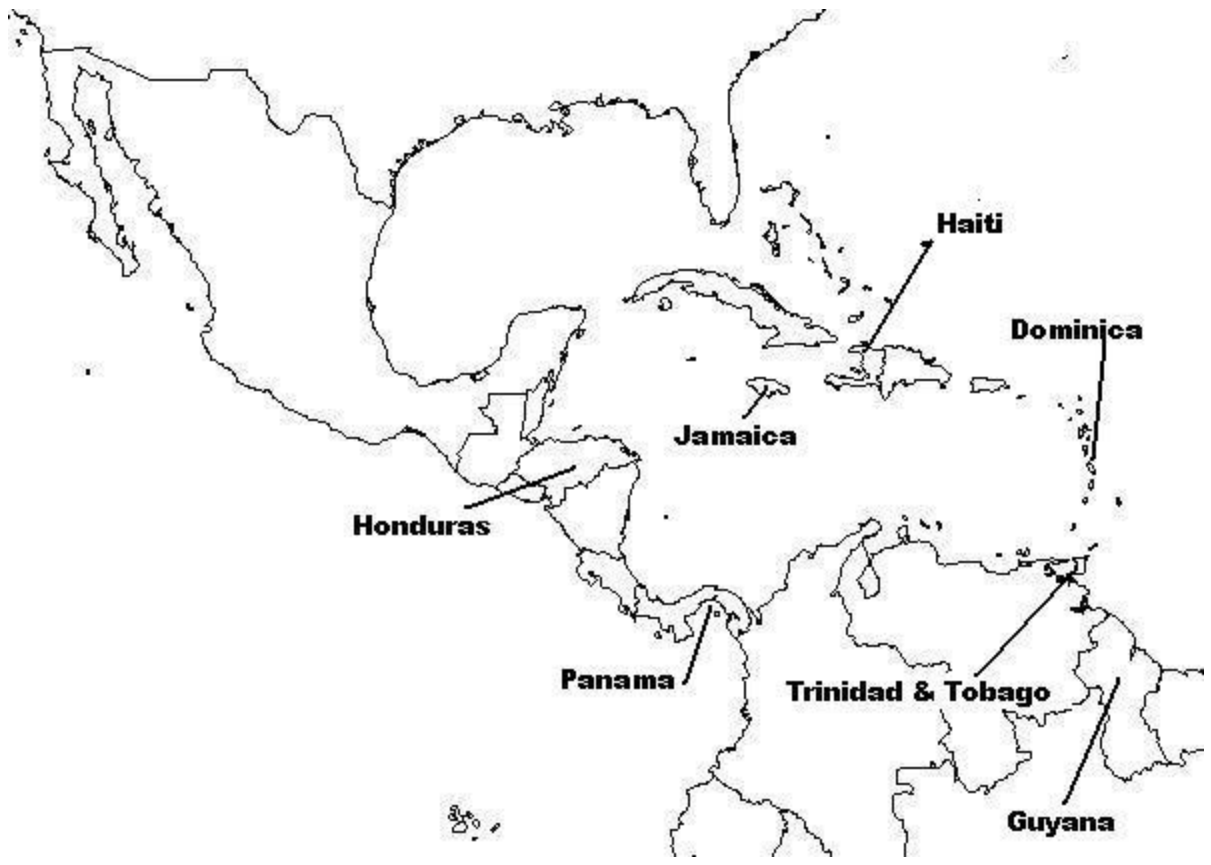 Haiti
Dominica
Jamaica
Honduras
Panama
Trinidad & Tobago
Guyana